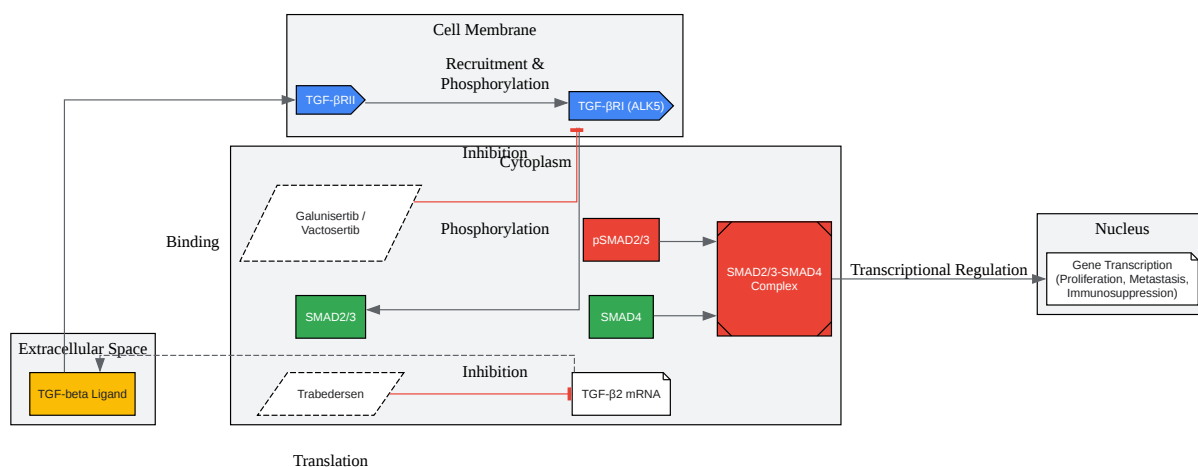 Cell Membrane
Recruitment &
Phosphorylation
TGF-βRII
TGF-βRI (ALK5)
Inhibition
Cytoplasm
Galunisertib /
Vactosertib
Phosphorylation
Binding
pSMAD2/3
SMAD2/3-SMAD4
Complex
Transcriptional Regulation
Nucleus
Gene Transcription
(Proliferation, Metastasis,
Immunosuppression)
SMAD2/3
SMAD4
Extracellular Space
TGF-beta Ligand
Trabedersen
Inhibition
TGF-β2 mRNA
Translation